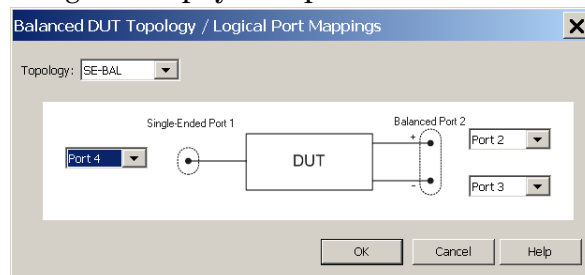 Balanced DUT Topology / Logical Port Mappings
X
Topology: SE-BAL
Single-Ended Port 1
Balanced Port 2
Port 4
DUT
+
Port 2
-
Port 3
OK Cancel Help